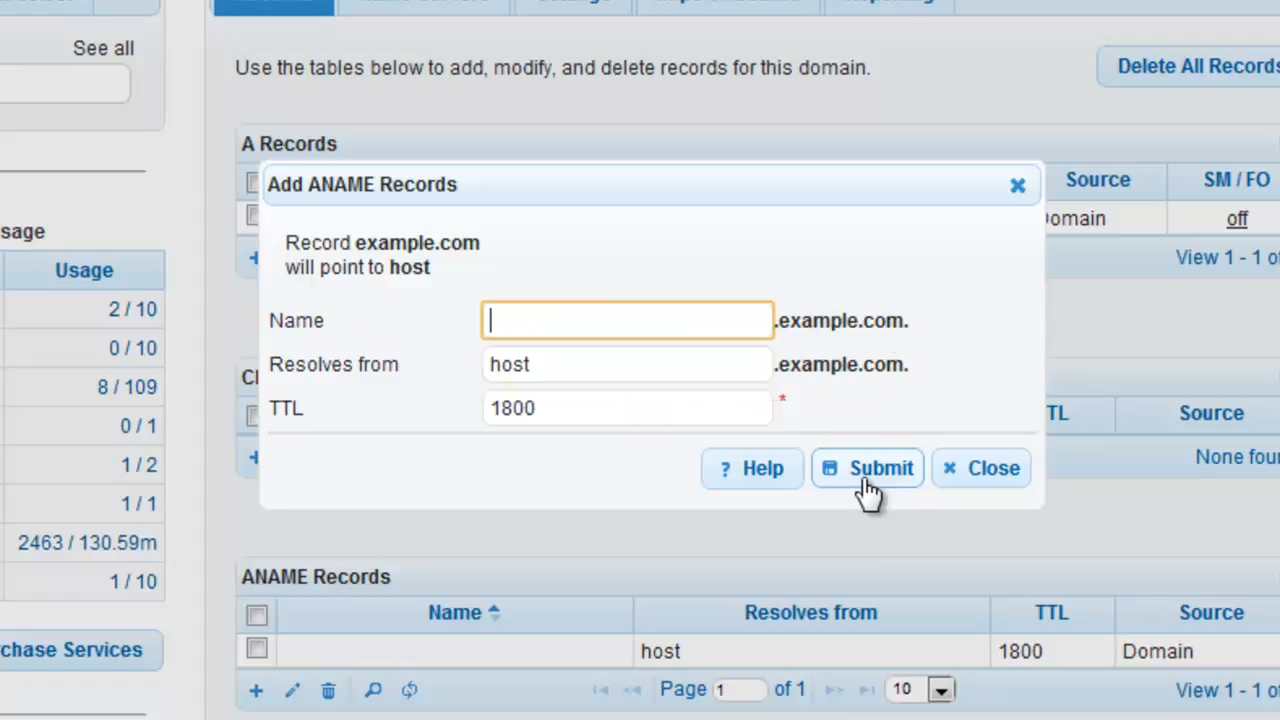 See all
Use the tables below to add, modify, and delete records for this domain.
Delete All Records
A Records
Source
SM / FO
omain
off
View 1 - 1 o
Add ANAME Records
Record example.com
will point to host
Name
.example.com.
Resolves from
host
.example.com.
TTL
1800
*
? Help
Submit
Close
sage
Usage
2 / 10
0 / 10
8 / 109
0 / 1
1 / 2
1 / 1
2463 / 130.59m
1 / 10
rchase Services
C
TL
Source
None foun
ANAME Records
Name
Resolves from
TTL
Source
host
1800
Domain
Page 1 of 1
10
View 1 - 1 o